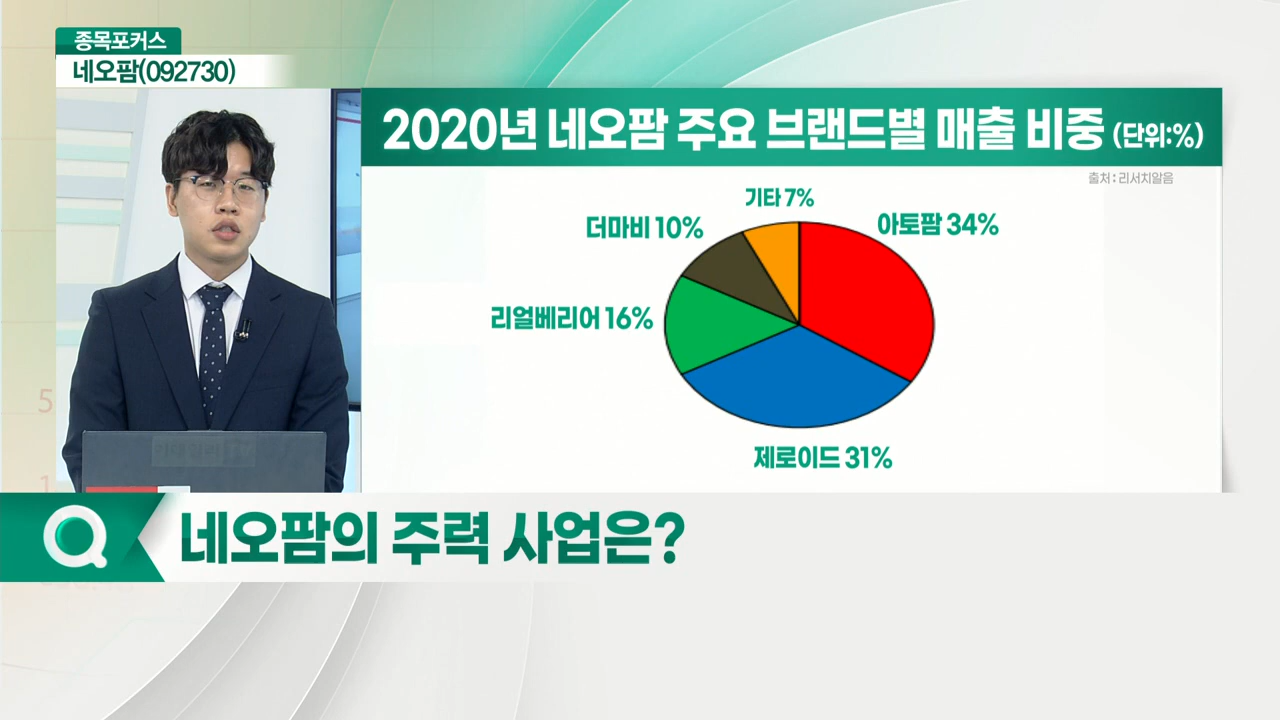 종목포커스
네오팜(092730)
2020년 네오팜 주요 브랜드별 매출 비중 (단위:%)
출처 : 리서치알음
기타 7%
더마비 10%
아토팜 34%
리얼베리어 16%
제로이드 31%
5
1
네오팜의 주력 사업은?